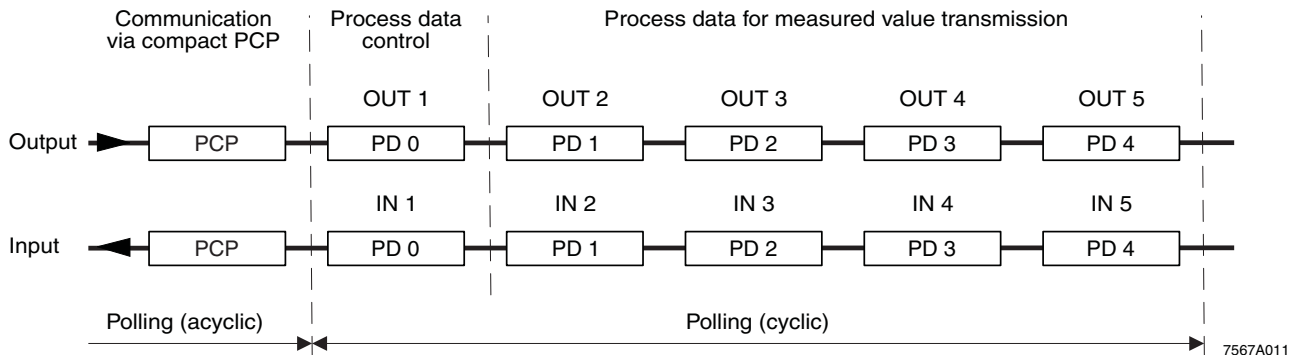 Communication
via compact PCP
Process data
control
Process data for measured value transmission
OUT 1 OUT 2 OUT 3 OUT 4 OUT 5
Output PCP PD 0 PD 1 PD 2 PD 3 PD 4
IN 1 IN 2 IN 3 IN 4 IN 5
Input PCP PD 0 PD 1 PD 2 PD 3 PD 4
Polling (acyclic) Polling (cyclic)
7567A011